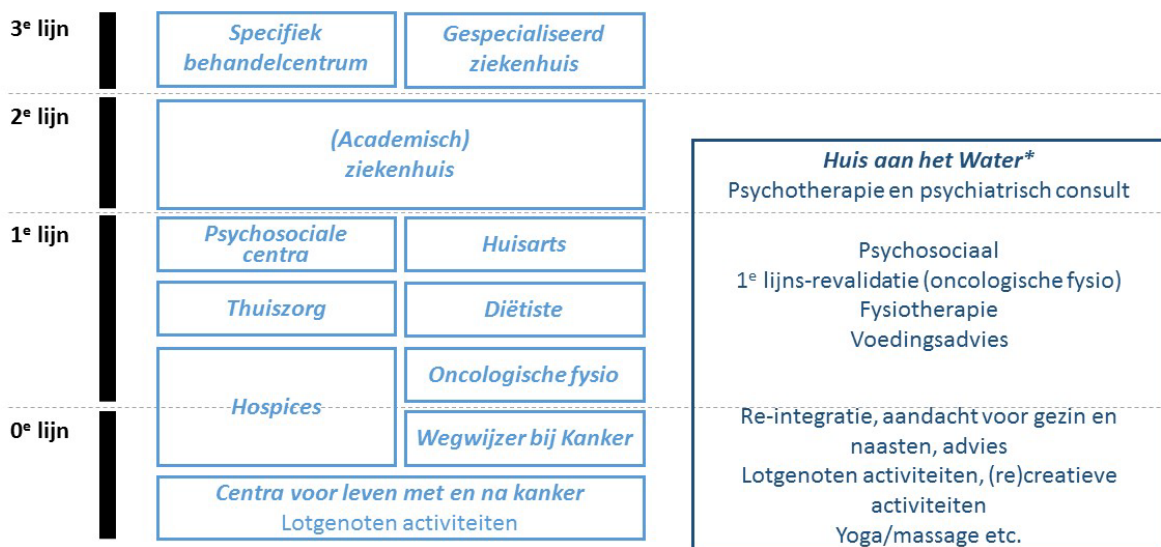 3e lijn
Specifiek
behandelcentrum
Gespecialiseerd
ziekenhuis
2e lijn
(Academisch)
ziekenhuis
Huis aan het Water*
Psychotherapie en psychiatrisch consult
1e lijn
Psychosociale
centra
Huisarts
Psychosociaal
1e lijns-revalidatie (oncologische fysio)
Fysiotherapie
Voedingsadvies
Thuiszorg
Diëtiste
Hospices
Oncologische fysio
0e lijn
Wegwijzer bij Kanker
Re-integratie, aandacht voor gezin en
naasten, advies
Lotgenoten activiteiten, (re)creatieve
activiteiten
Yoga/massage etc.
Centra voor leven met en na kanker
Lotgenoten activiteiten